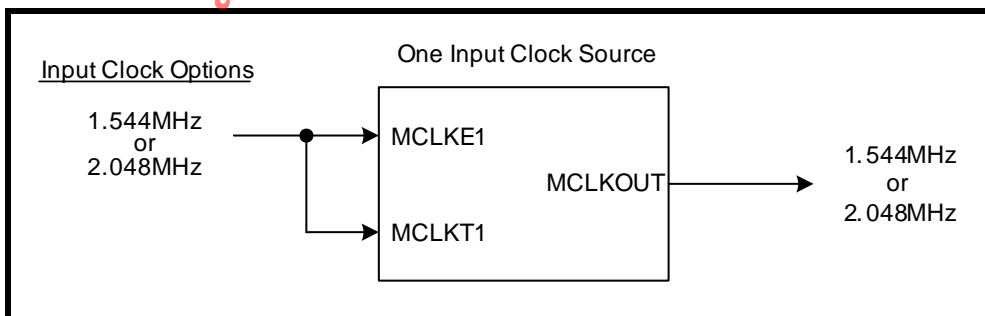 One Input Clock Source
Input Clock Options
1.544MHz
or
2.048MHz
MCLKE1
MCLKOUT
MCLKT1
1.544MHz
or
2.048MHz